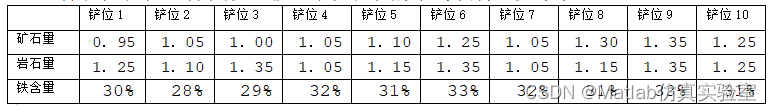 铲位1 铲位2 铲位3 铲位4 铲位5 铲位6 铲位7 铲位8 铲位9 铲位10
矿石量 0.95 1.05 1.00 1.05 1.10 1.25 1.05 1.30 1.35 1.25
岩石量 1.25 1.10 1.35 1.05 1.15 1.35 1.05 1.15 1.35 1.25
铁含量 30% 28% 29% 32% 31% 33% 32% 31% 33% 31%
CSDN @Matlab仿真实验室